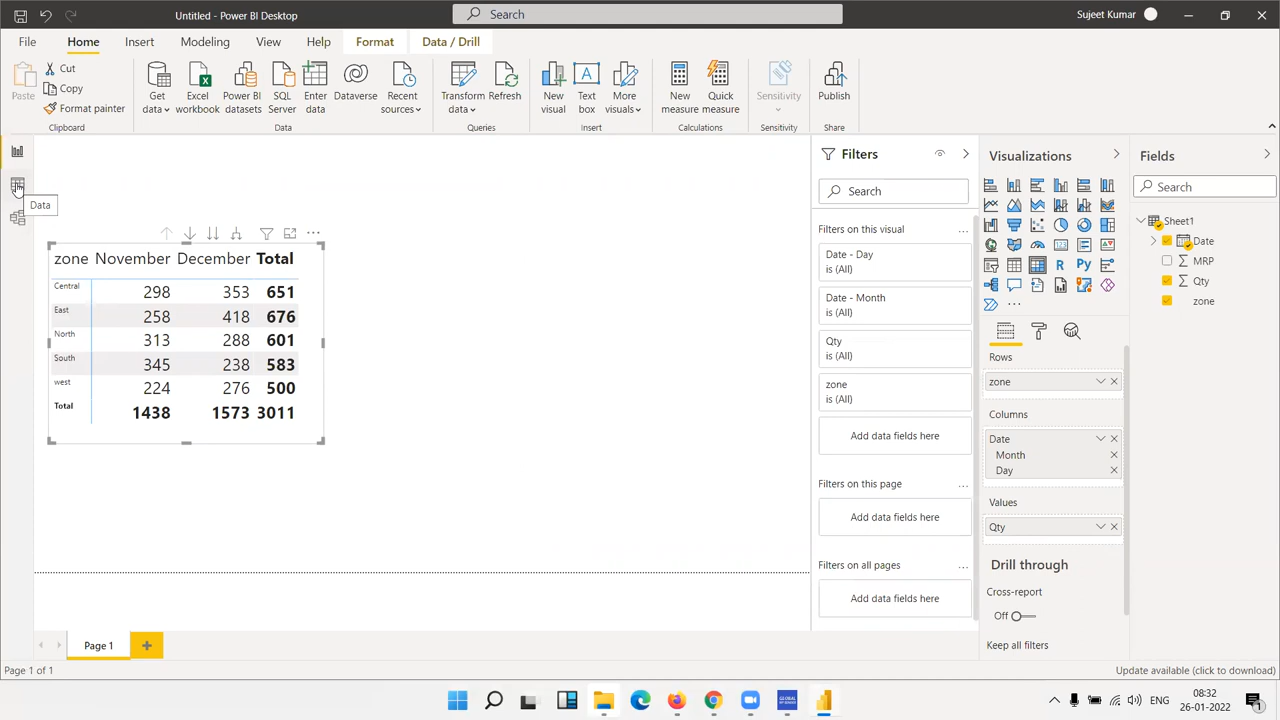 Untitled - Power BI Desktop
Search
Sujeet Kumar
File
Home
Insert
Modeling
View
Help
Format
Data / Drill
Paste
Cut
Copy
Format painter
Clipboard
Get data
Excel workbook
Power BI datasets
SQL Server
Enter data
Dataverse
Recent sources
Data
Transform data
Refresh
Queries
New visual
Text box
More visuals
Insert
New measure
Quick measure
Calculations
Sensitivity
Sensitivity
Publish
Share
Data
zone November December Total
Central 298 353 651
East 258 418 676
North 313 288 601
South 345 238 583
west 224 276 500
Total 1438 1573 3011
Filters
Search
Filters on this visual
Date - Day
is (All)
Date - Month
is (All)
Qty
is (All)
zone
is (All)
Add data fields here
Filters on this page
Add data fields here
Filters on all pages
Add data fields here
Visualizations
R
Py
Rows
zone
Columns
Date
Month
Day
Values
Qty
Drill through
Cross-report
Off
Keep all filters
Fields
Search
Sheet1
Date
MRP
Qty
zone
Page 1
Page 1 of 1
Update available (click to download)
ENG
08:32
26-01-2022